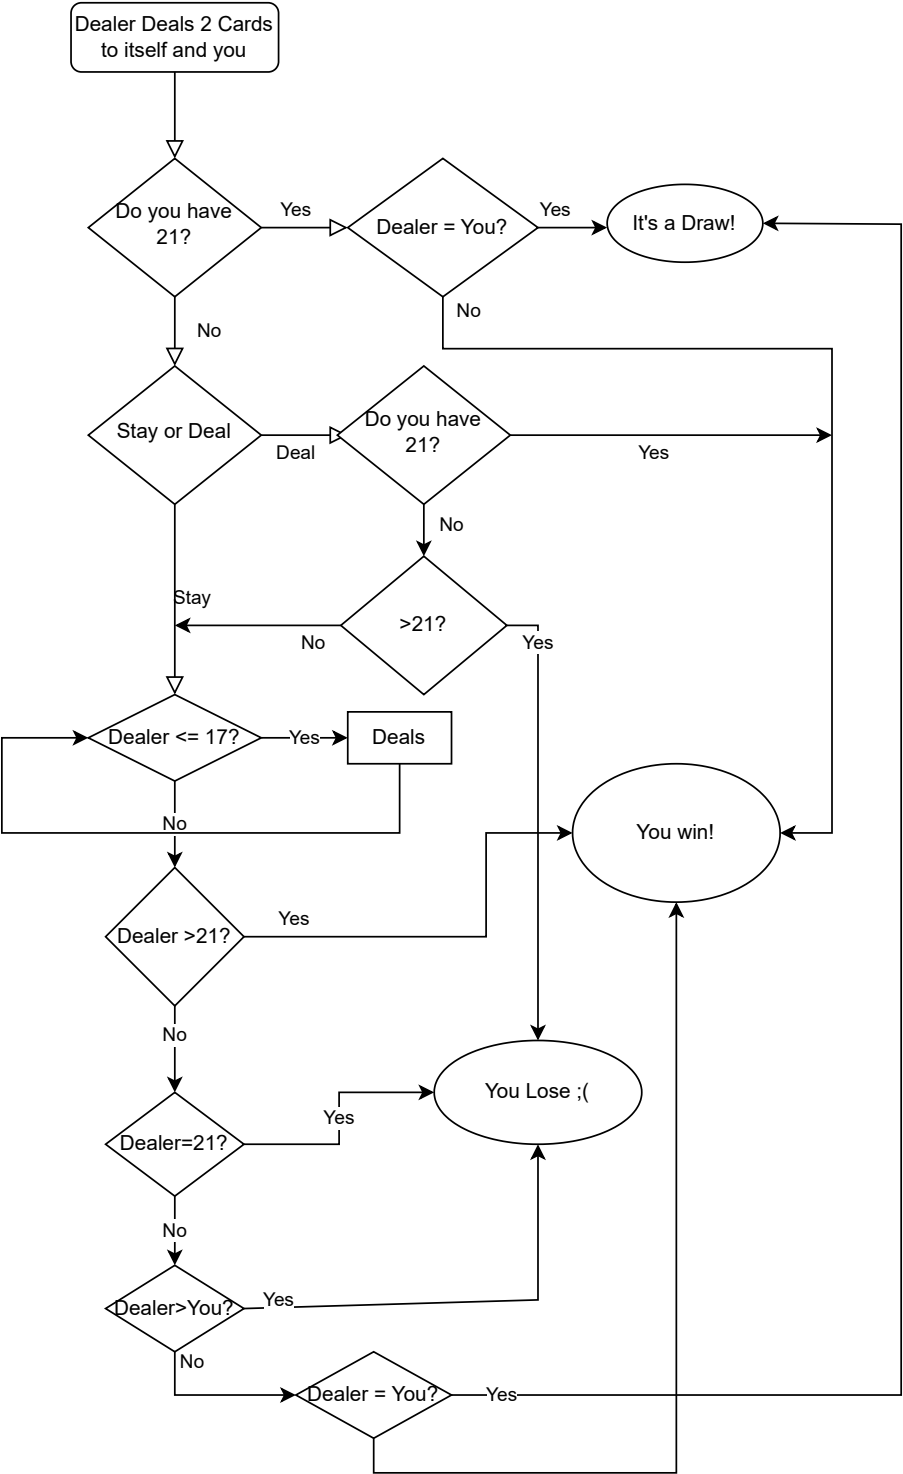 Dealer Deals 2 Cards
to itself and you
Do you have
21?
Yes
Dealer = You?
Yes
It's a Draw!
No
No
Stay or Deal
Deal
Do you have
21?
Yes
No
Stay
>21?
No
Yes
Dealer <= 17?
Yes
Deals
No
You win!
Dealer >21?
Yes
No
You Lose ;(
Dealer=21?
Yes
No
Dealer>You?
Yes
No
Dealer = You?
Yes